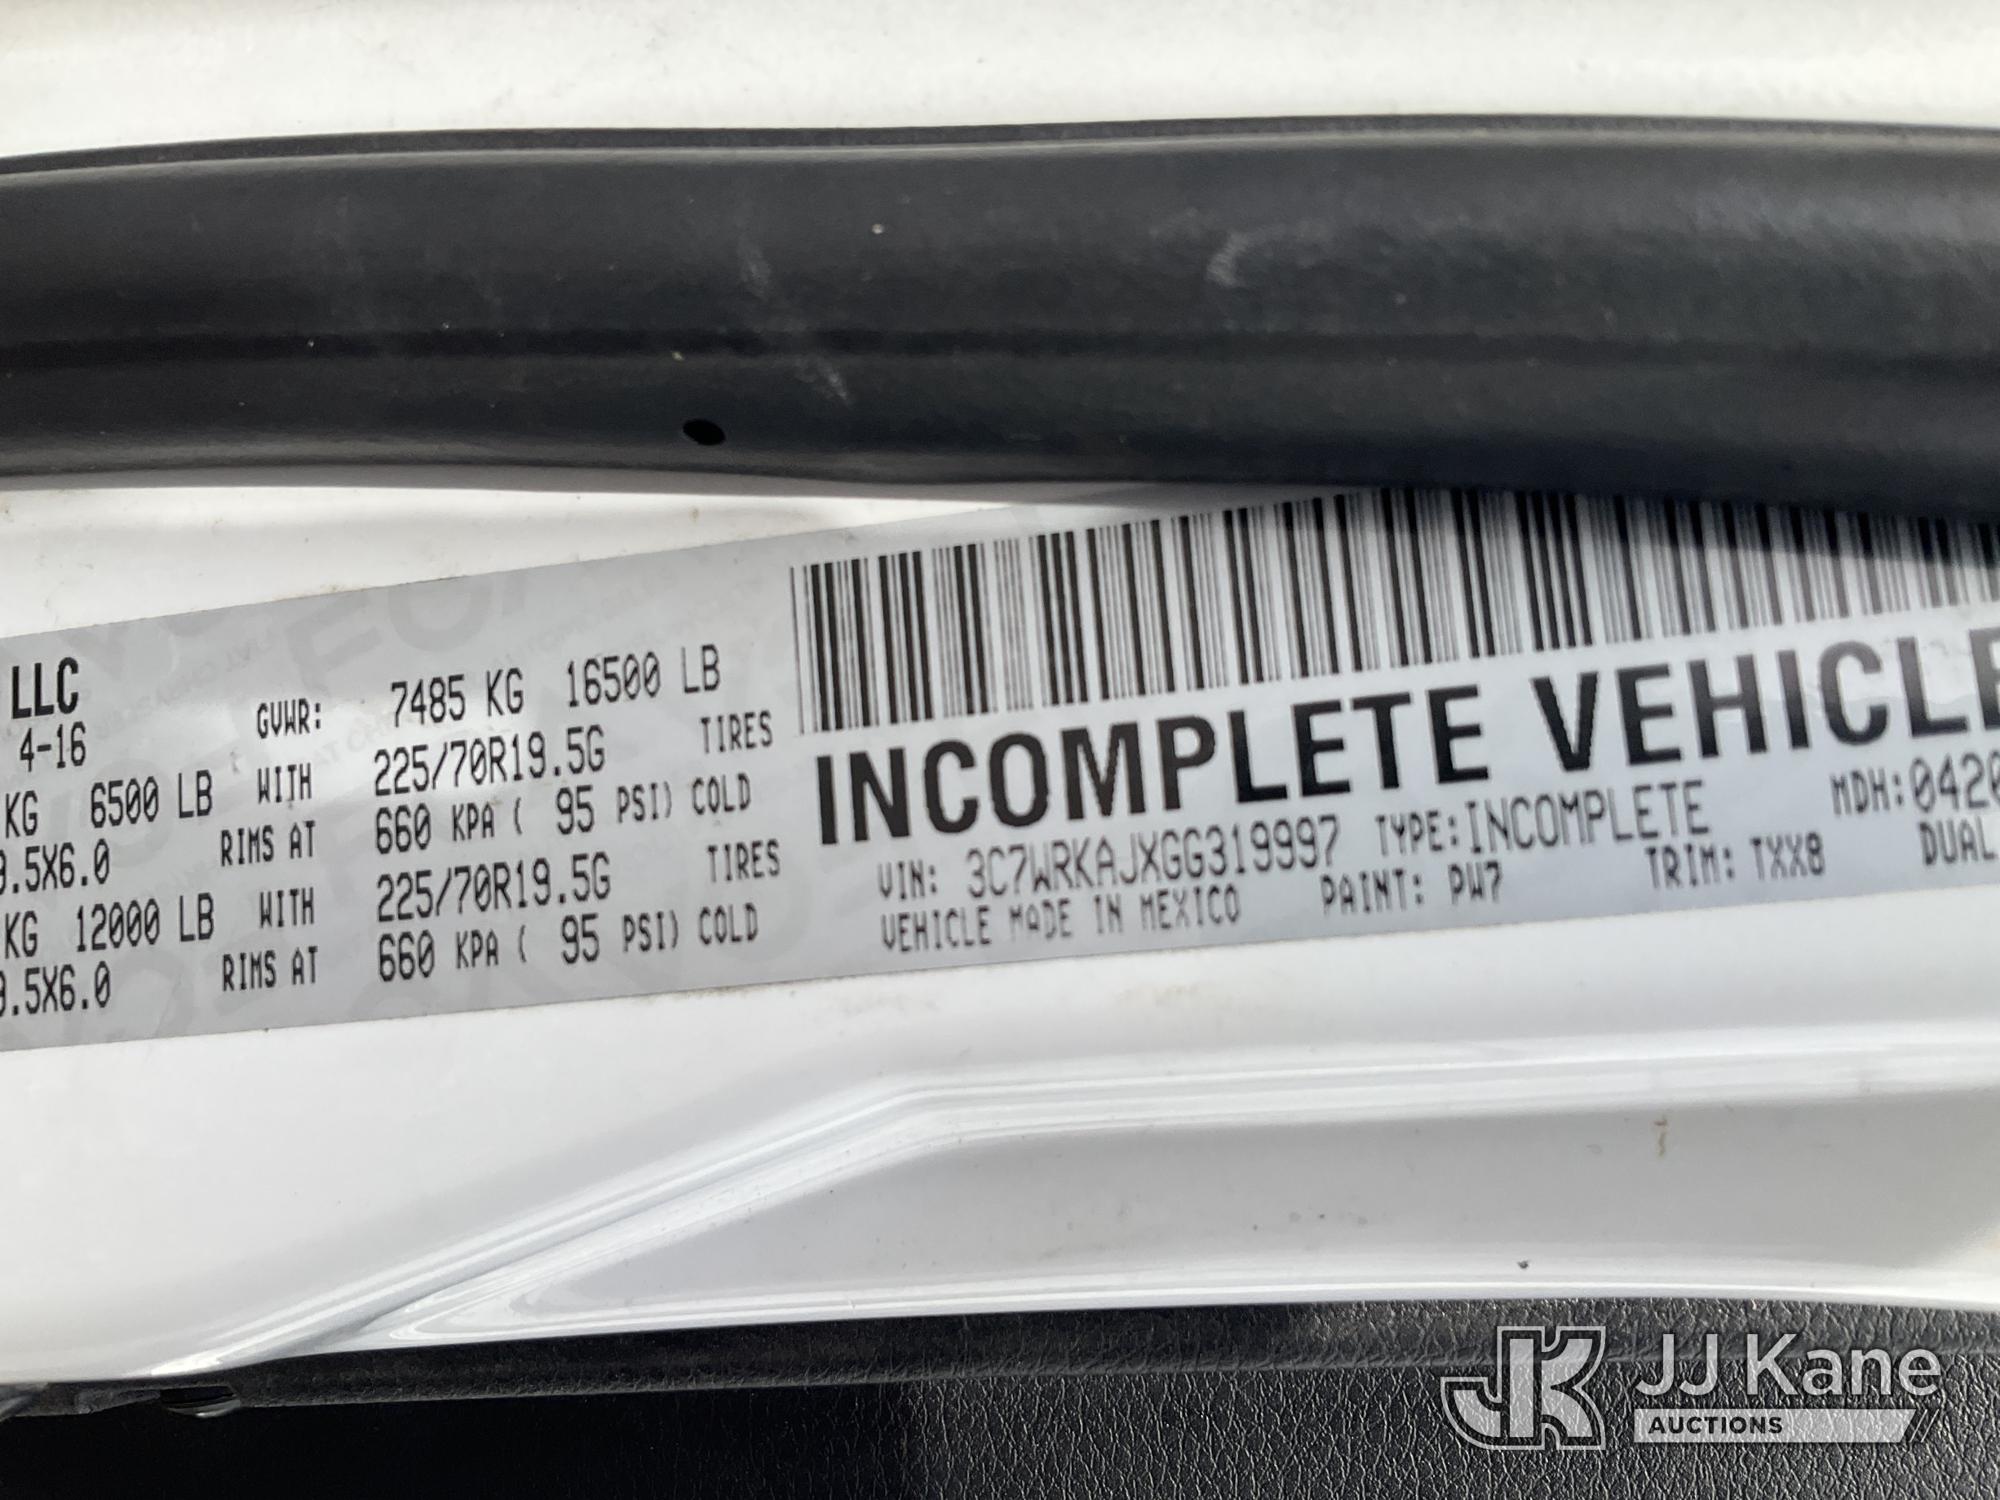 LLC
4-16
GVWR: 7485 KG 16500 LB
KG 6500 LB WITH 225/70R19.5G TIRES
9.5X6.0 RIMS AT 660 KPA ( 95 PSI) COLD
KG 12000 LB WITH 225/70R19.5G TIRES
9.5X6.0 RIMS AT 660 KPA ( 95 PSI) COLD
INCOMPLETE VEHICLE
MDH:0420
VIN: 3C7WRKAJXGG319997 TYPE:INCOMPLETE DUAL
VEHICLE MADE IN MEXICO PAINT: PW7 TRIM: TXX8
JK JJ Kane
AUCTIONS